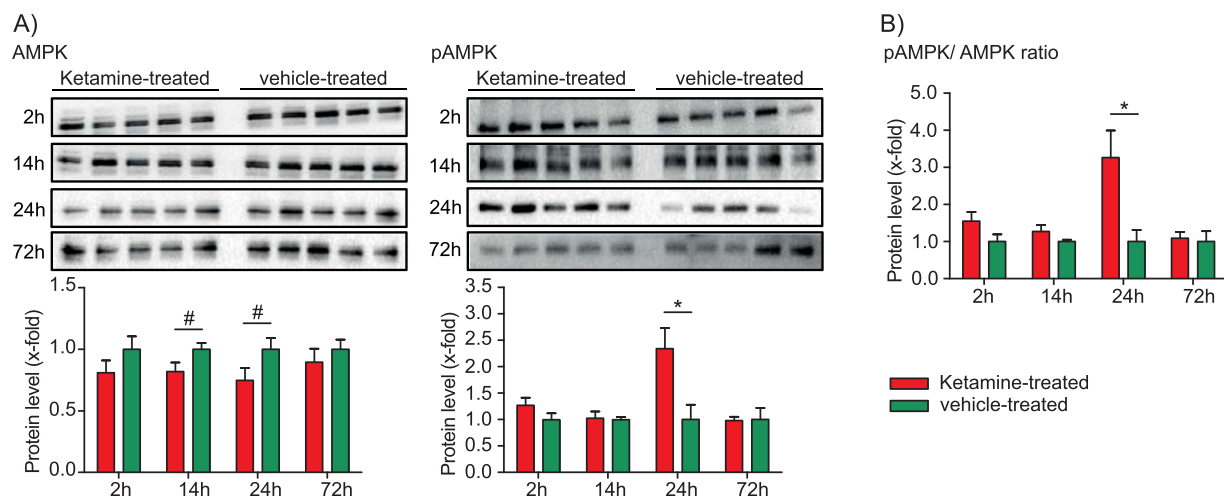 A)
AMPK
Ketamine-treated vehicle-treated
2h
14h
24h
72h
Protein level (x-fold)
1.5
1.0
0.5
0.0
# #
2h 14h 24h 72h
pAMPK
Ketamine-treated vehicle-treated
2h
14h
24h
72h
Protein level (x-fold)
3.5
3.0
2.5
2.0
1.5
1.0
0.5
0.0
*
2h 14h 24h 72h
B)
pAMPK/ AMPK ratio
Protein level (x-fold)
5.0
4.0
3.0
2.0
1.0
0.0
*
2h 14h 24h 72h
Ketamine-treated
vehicle-treated